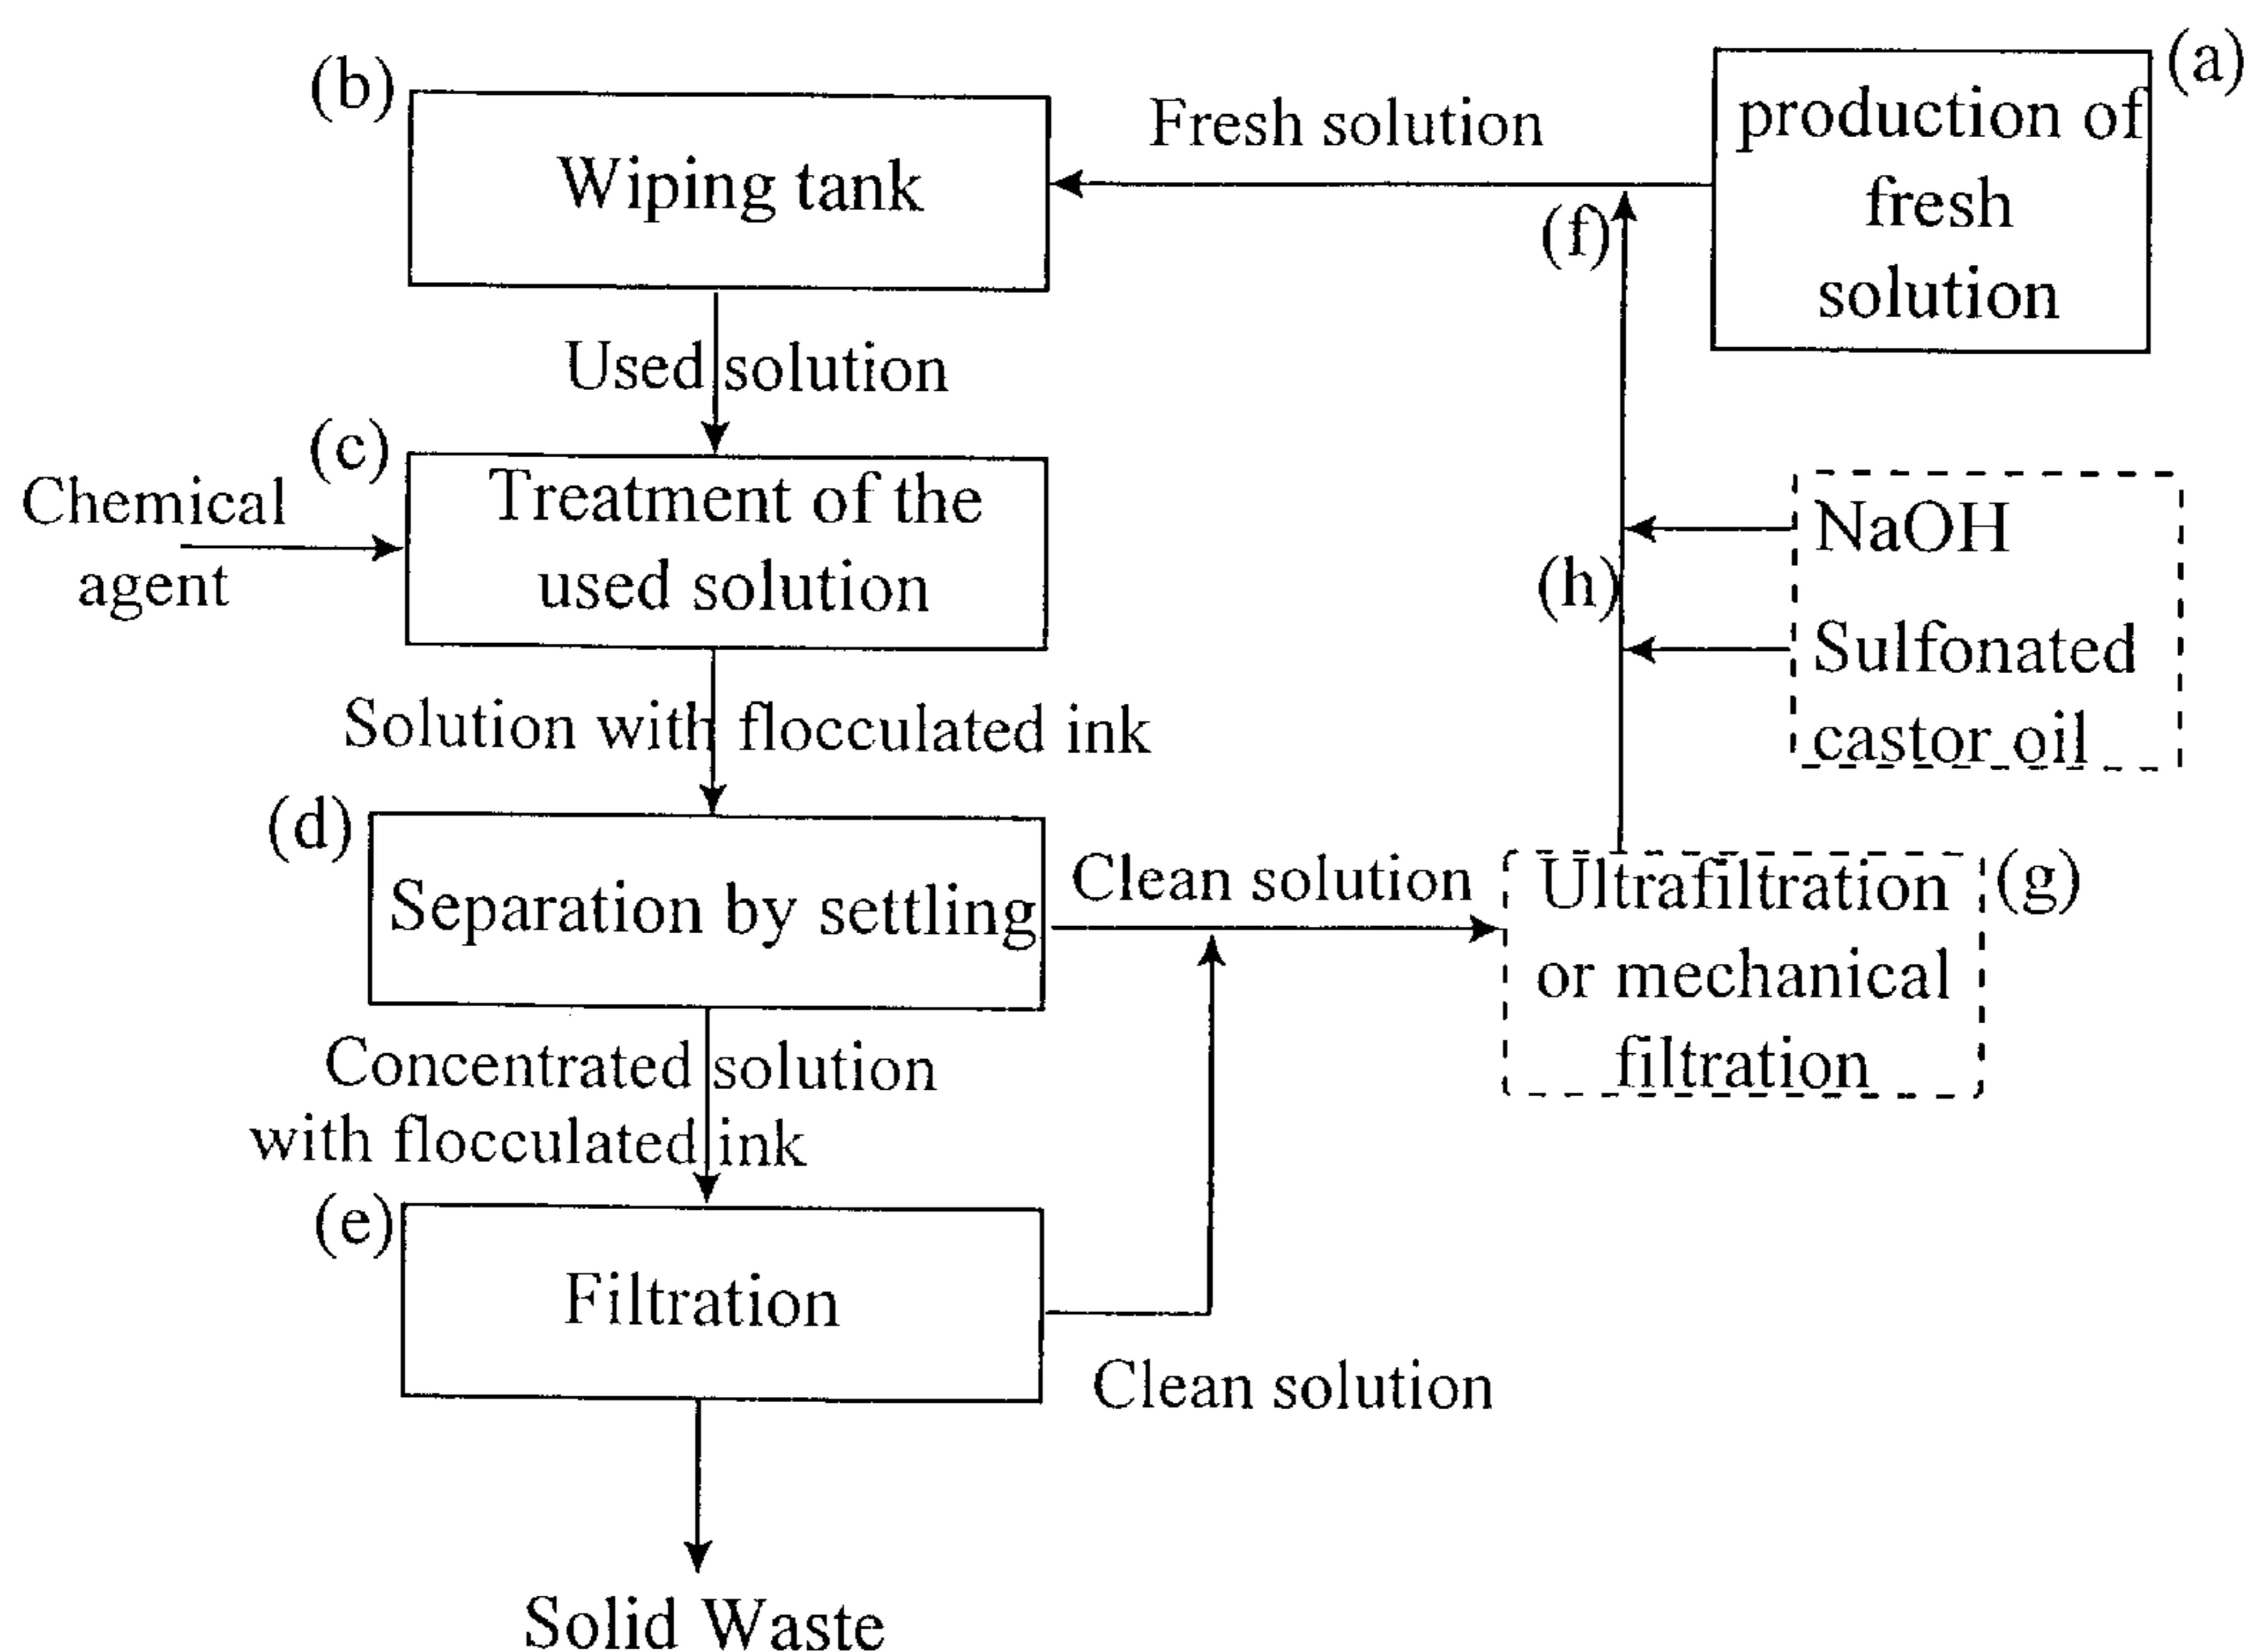 (a)
production of
fresh
solution
Fresh solution
(b)
Wiping tank
(f)
Used solution
(c)
Chemical
agent
Treatment of the
used solution
NaOH
(h)
Sulfonated
castor oil
Solution with flocculated ink
(d)
Separation by settling
Clean solution
Ultrafiltration
or mechanical
filtration
(g)
Concentrated solution
with flocculated ink
(e)
Filtration
Clean solution
Solid Waste